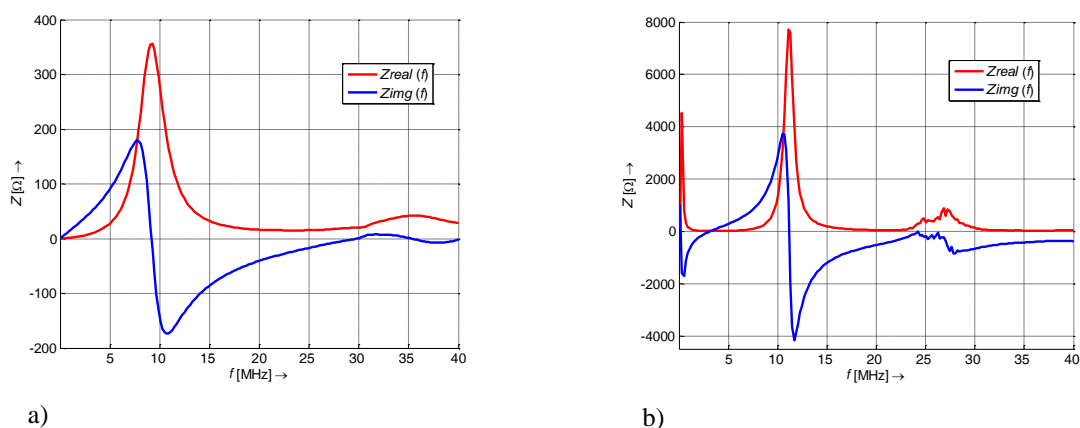 400
300
200
100
0
-100
-200
Z [Ω] →
5 10 15 20 25 30 35 40
f [MHz] →
Zreal (f)
Zimg (f)
a)
8000
6000
4000
2000
0
-2000
-4000
Z [Ω] →
5 10 15 20 25 30 35 40
f [MHz] →
Zreal (f)
Zimg (f)
b)